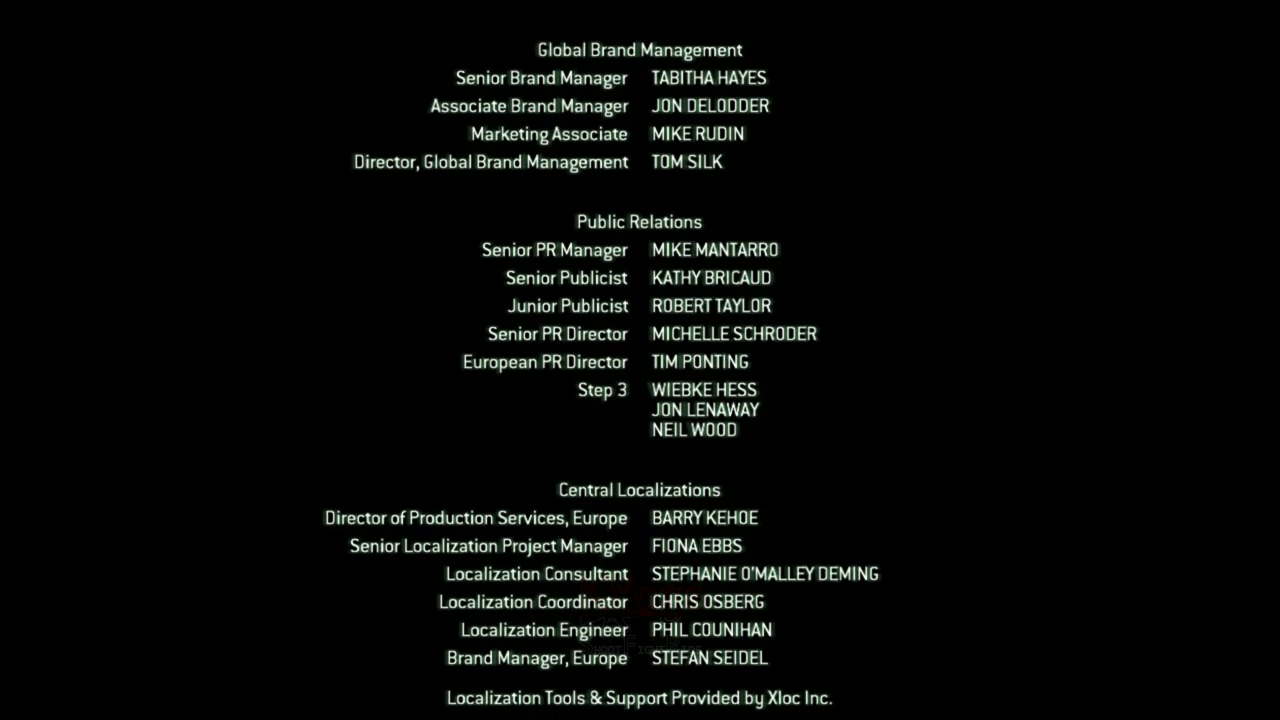 Global Brand Management
Senior Brand Manager TABITHA HAYES
Associate Brand Manager JON DELODDER
Marketing Associate MIKE RUDIN
Director, Global Brand Management TOM SILK
Public Relations
Senior PR Manager MIKE MANTARRO
Senior Publicist KATHY BRICAUD
Junior Publicist ROBERT TAYLOR
Senior PR Director MICHELLE SCHRODER
European PR Director TIM PONTING
Step 3 WIEBKE HESS
JON LENAWAY
NEIL WOOD
Central Localizations
Director of Production Services, Europe BARRY KEHOE
Senior Localization Project Manager FIONA EBBS
Localization Consultant STEPHANIE O'MALLEY DEMING
Localization Coordinator CHRIS OSBERG
Localization Engineer PHIL COUNIHAN
Brand Manager, Europe STEFAN SEIDEL
Localization Tools & Support Provided by Xloc Inc.